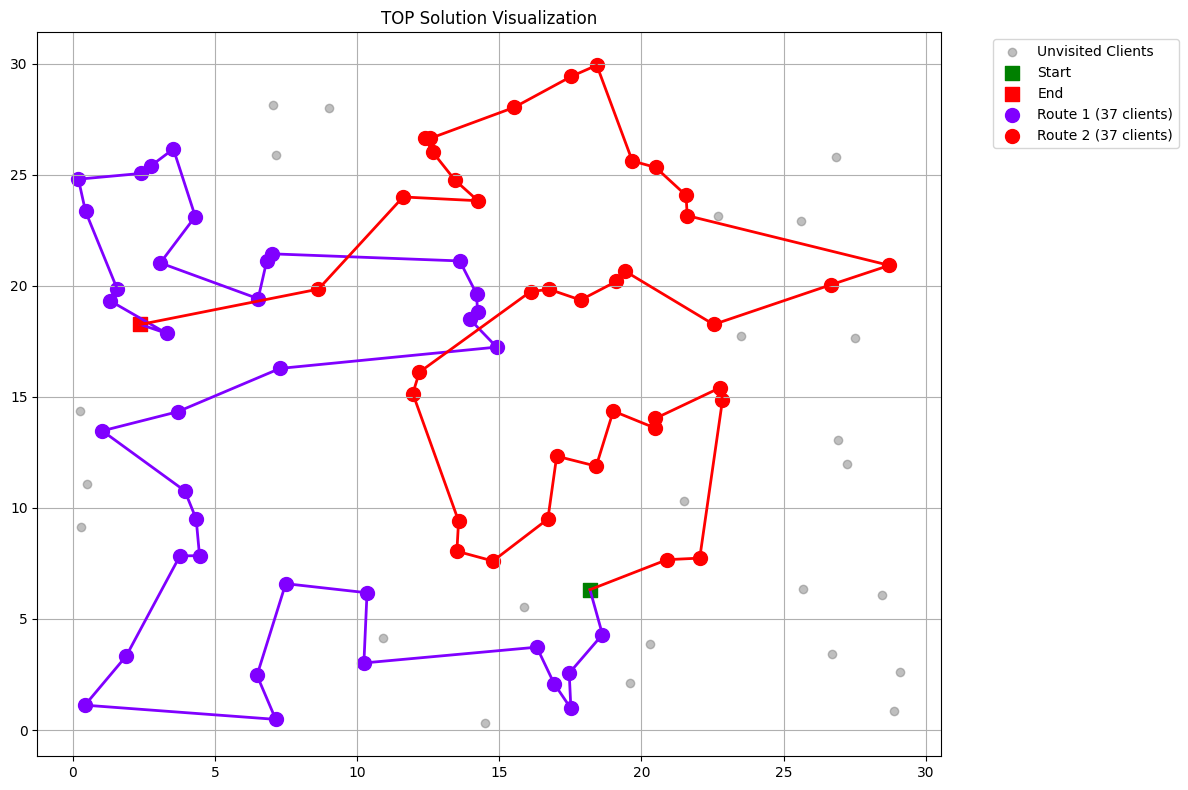 TOP Solution Visualization
Unvisited Clients
Start
End
Route 1 (37 clients)
Route 2 (37 clients)
30
25
20
15
10
5
0
0 5 10 15 20 25 30